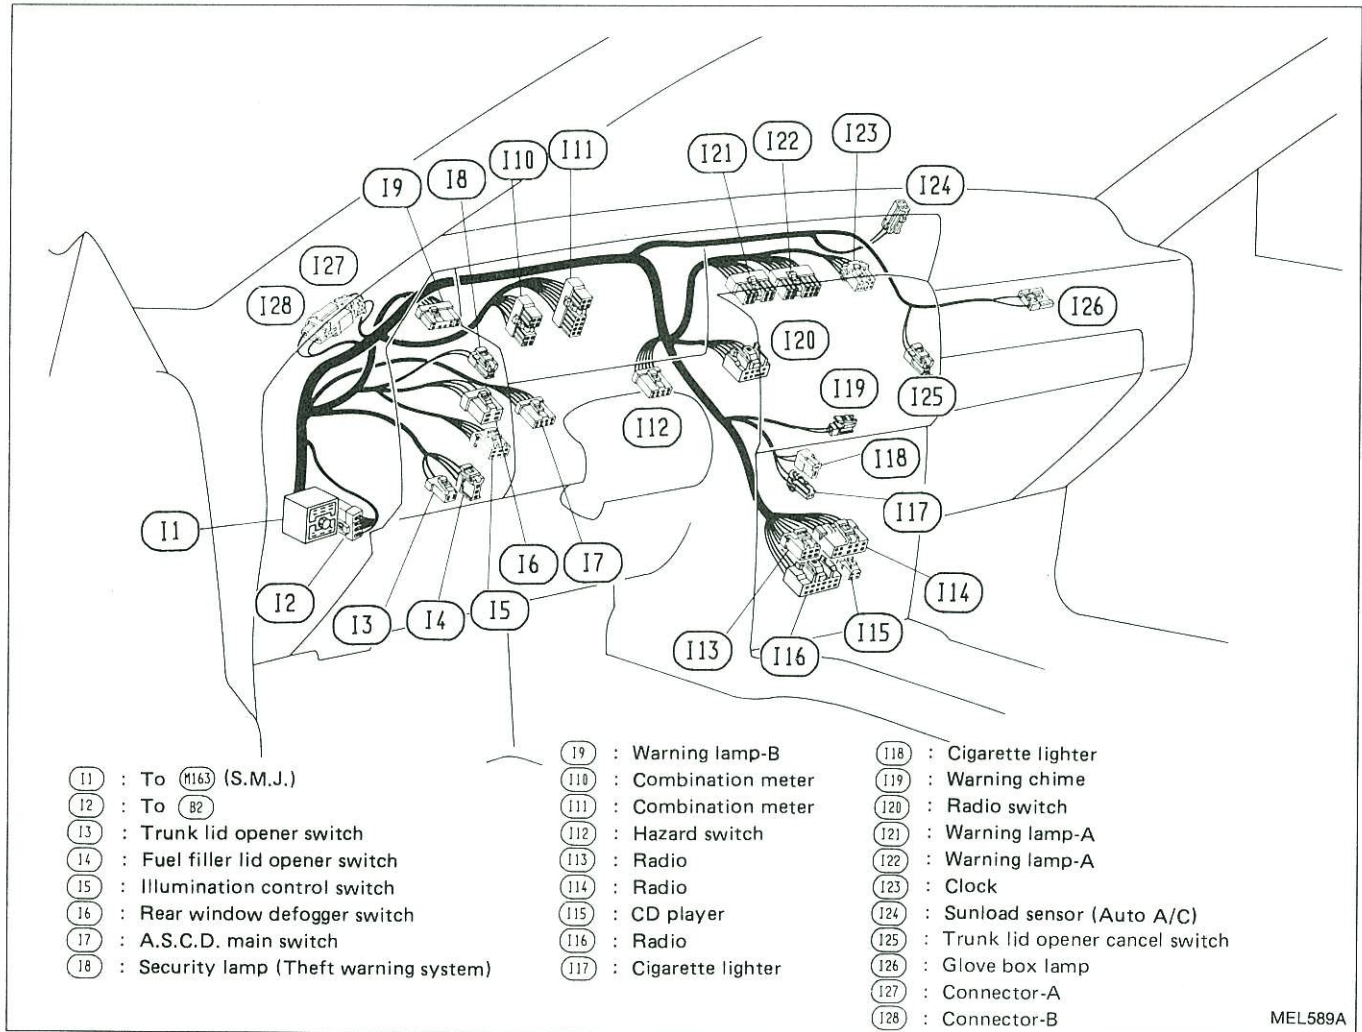 I23
I22
I11
I21
I10
I8
I24
I9
I27
I28
I26
I20
I19
I25
I12
I18
I17
I1
I6
I7
I14
I2
I5
I4
I3
I15
I13
I16
I1 : To M163 (S.M.J.)
I2 : To B2
I3 : Trunk lid opener switch
I4 : Fuel filler lid opener switch
I5 : Illumination control switch
I6 : Rear window defogger switch
I7 : A.S.C.D. main switch
I8 : Security lamp (Theft warning system)
I9 : Warning lamp-B
I10 : Combination meter
I11 : Combination meter
I12 : Hazard switch
I13 : Radio
I14 : Radio
I15 : CD player
I16 : Radio
I17 : Cigarette lighter
I18 : Cigarette lighter
I19 : Warning chime
I20 : Radio switch
I21 : Warning lamp-A
I22 : Warning lamp-A
I23 : Clock
I24 : Sunload sensor (Auto A/C)
I25 : Trunk lid opener cancel switch
I26 : Glove box lamp
I27 : Connector-A
I28 : Connector-B
MEL589A